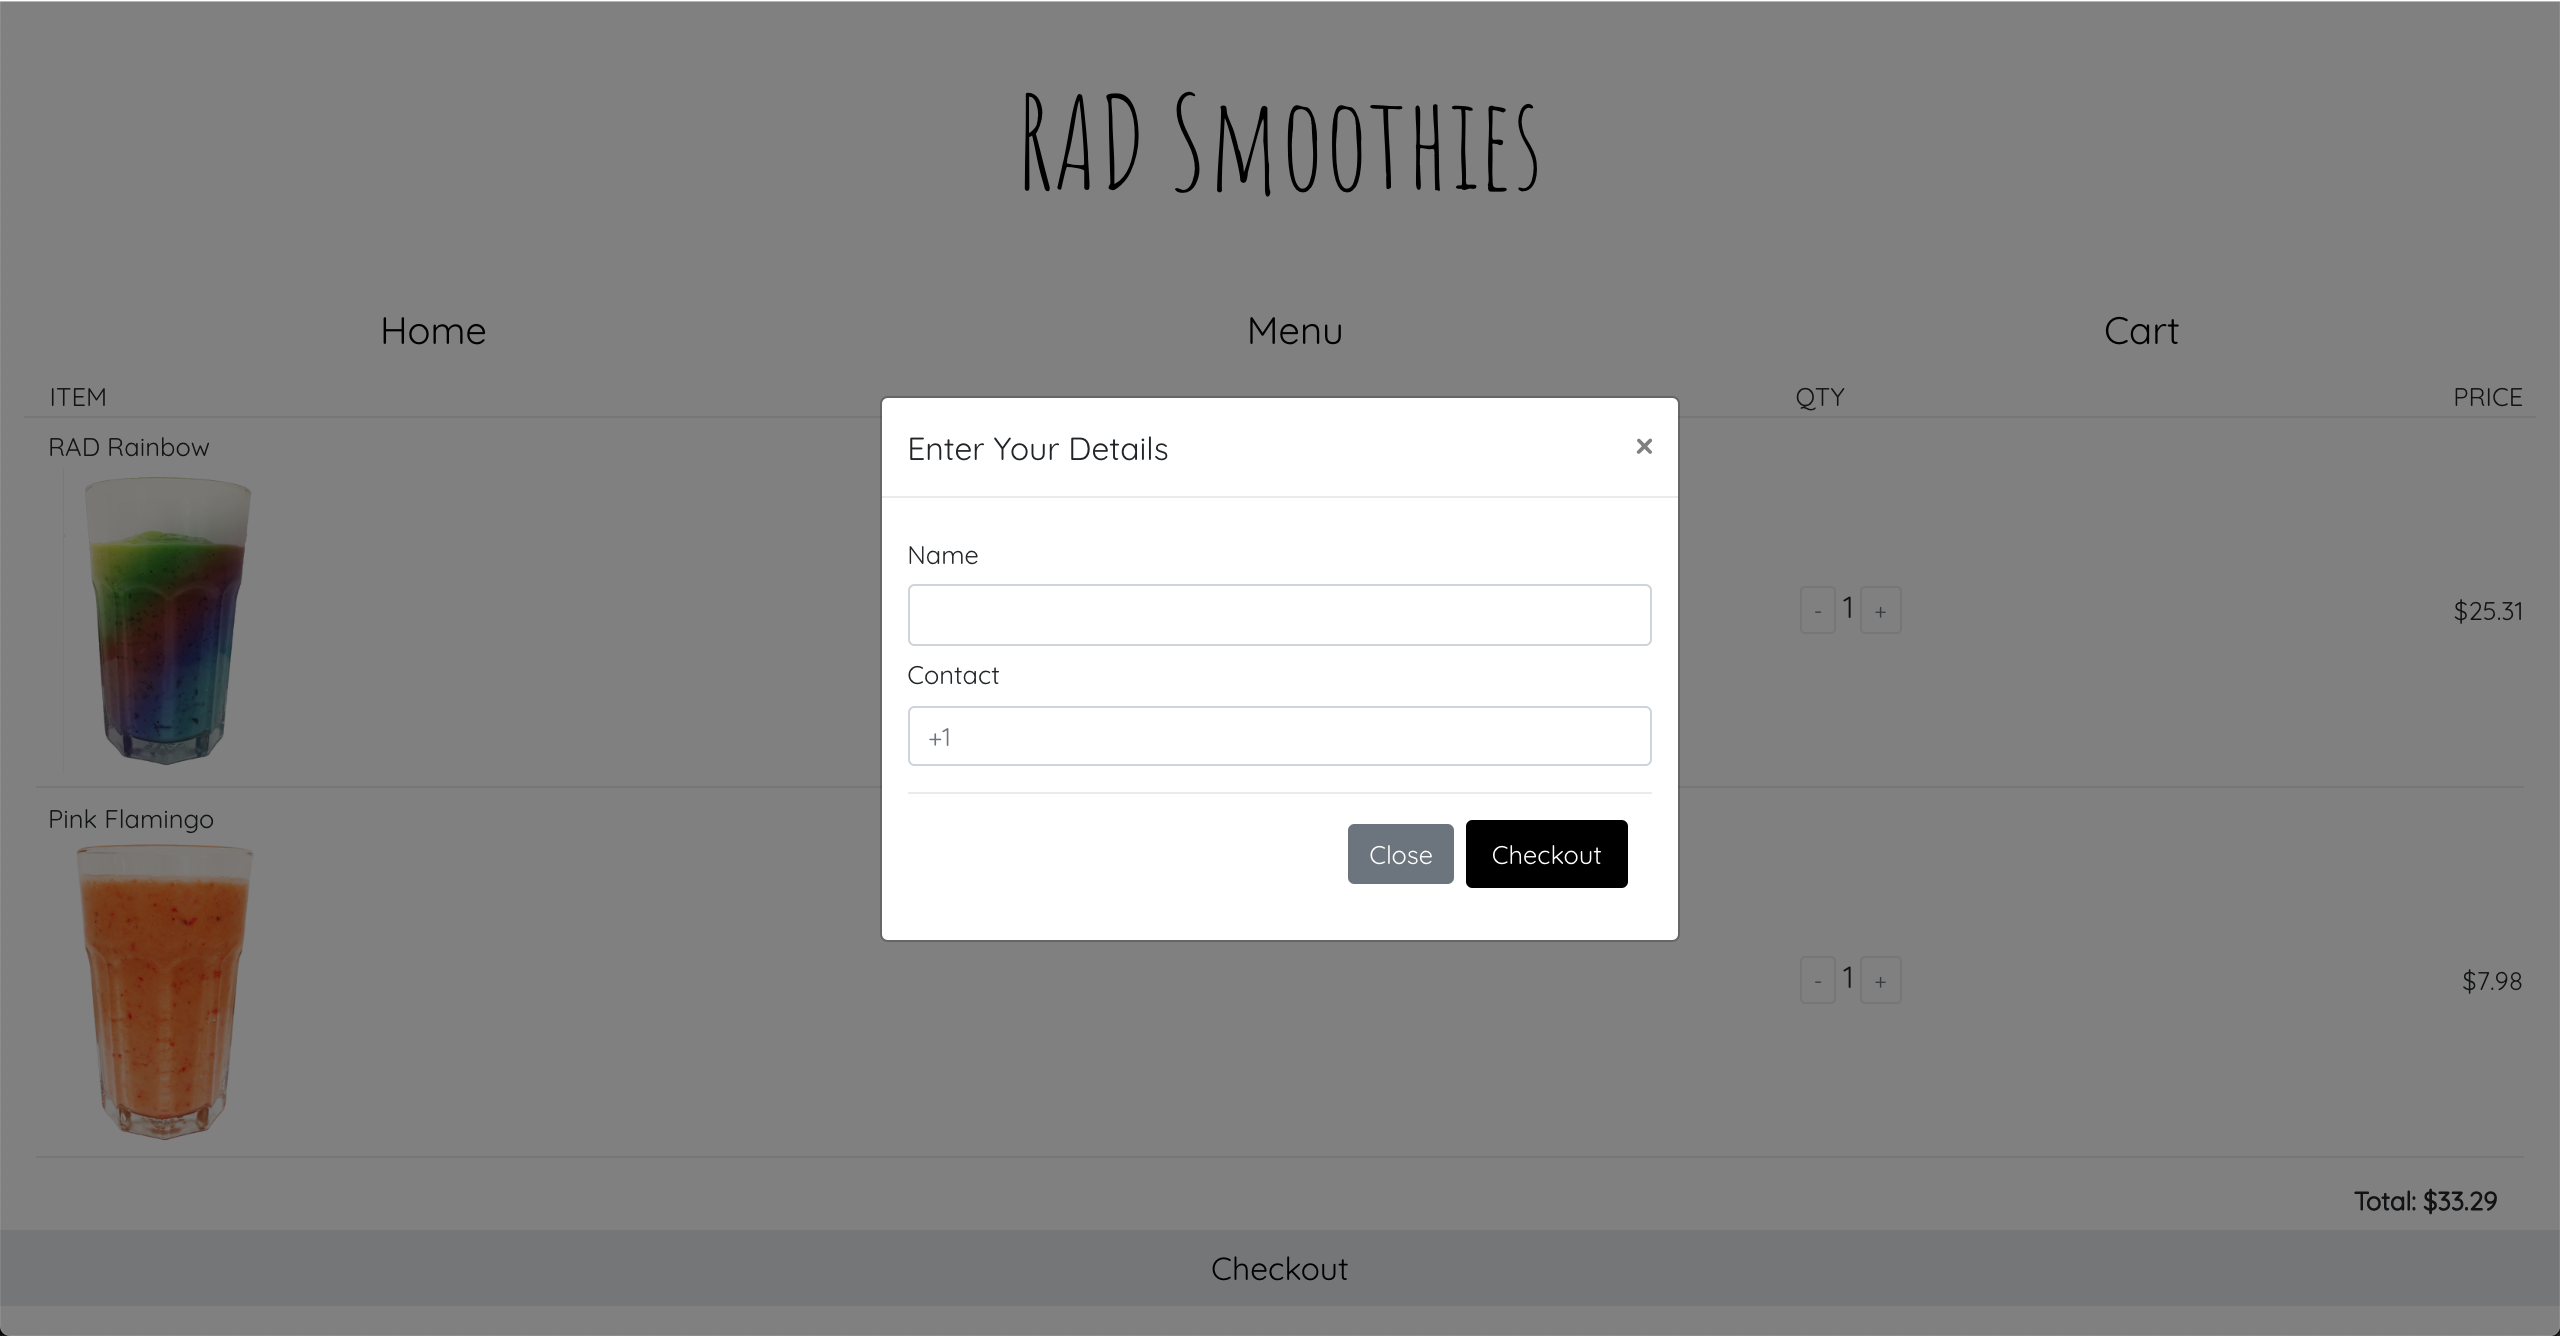 RAD Smoothies
Home Menu Cart
ITEM QTY PRICE
RAD Rainbow
- 1 + $25.31
Pink Flamingo
- 1 + $7.98
Total: $33.29
Checkout
Enter Your Details ×
Name
Contact
+1
Close Checkout